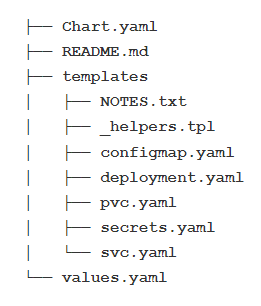 ├── Chart.yaml
├── README.md
├── templates
│   ├── NOTES.txt
│   ├── _helpers.tpl
│   ├── configmap.yaml
│   ├── deployment.yaml
│   ├── pvc.yaml
│   ├── secrets.yaml
│   └── svc.yaml
└── values.yaml